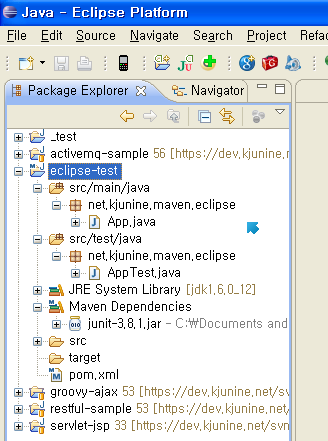 Java - Eclipse Platform
File Edit Source Navigate Search Project Refac
Package Explorer Navigator
_test
activemq-sample 56 [https://dev.kjunine.r
eclipse-test
src/main/java
net.kjunine.maven.eclipse
App.java
src/test/java
net.kjunine.maven.eclipse
AppTest.java
JRE System Library [jdk1.6.0_12]
Maven Dependencies
junit-3.8.1.jar - C:₩Documents and
src
target
pom.xml
groovy-ajax 53 [https://dev.kjunine.net/svn
restful-sample 53 [https://dev.kjunine.net/
servlet-jsp 33 [https://dev.kjunine.net/svr